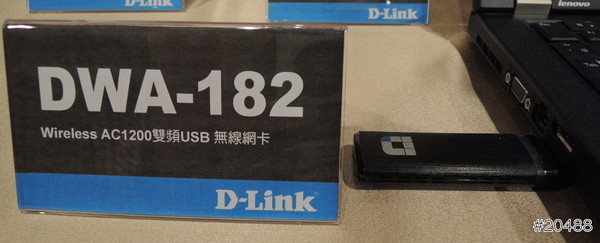 D-Link
D-Link
lenovo
DWA-182
Wireless AC1200雙頻USB 無線網卡
D-Link
#20488